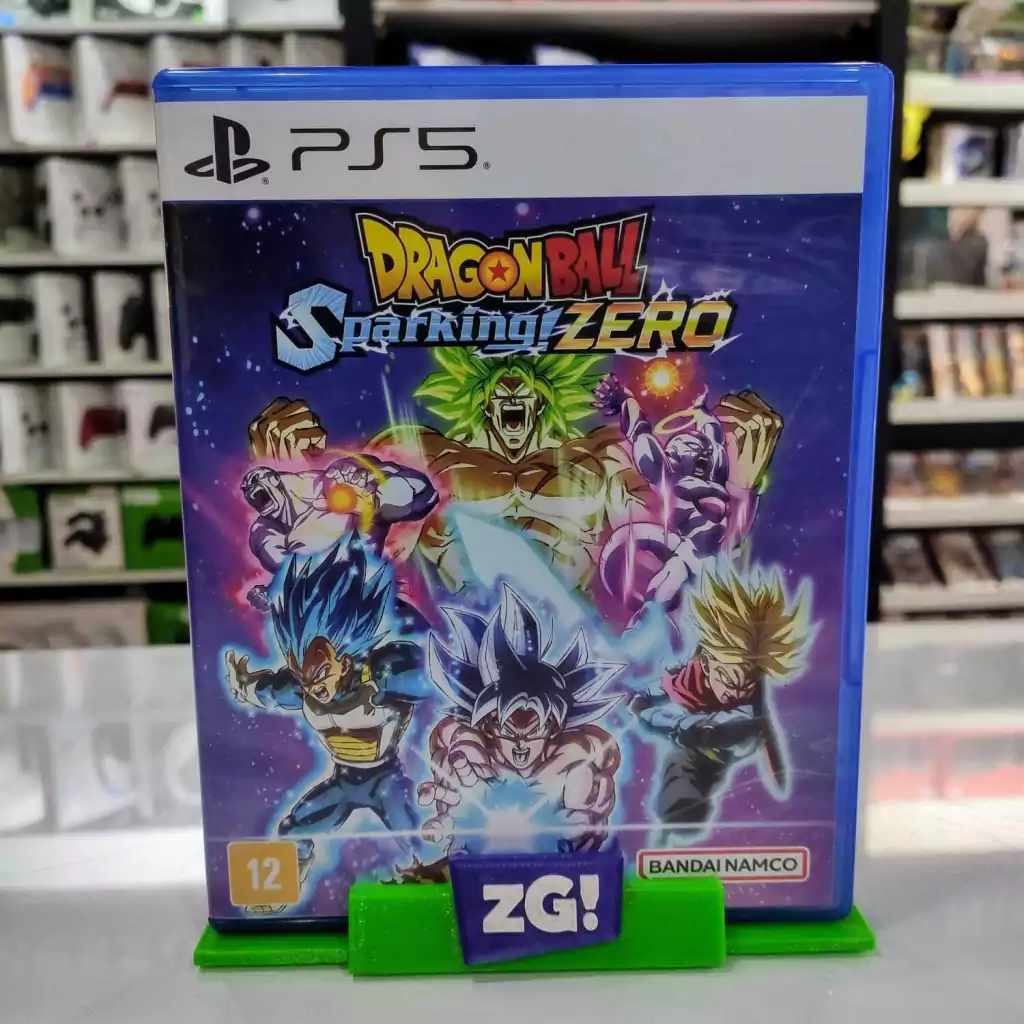 PS5
DRAGON BALL
Sparking! ZERO
12
BANDAI NAMCO
ZG!